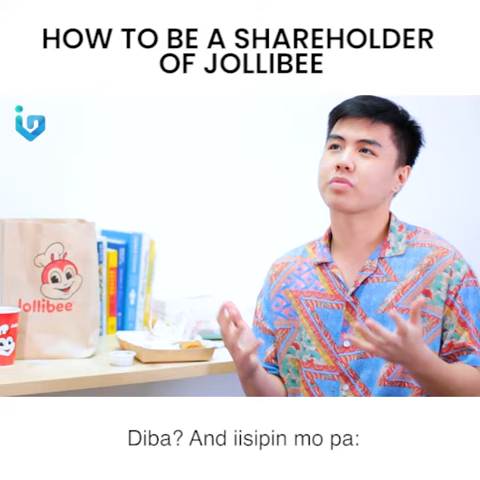 HOW TO BE A SHAREHOLDER
OF JOLLIBEE
Jollibee
Diba? And iisipin mo pa: